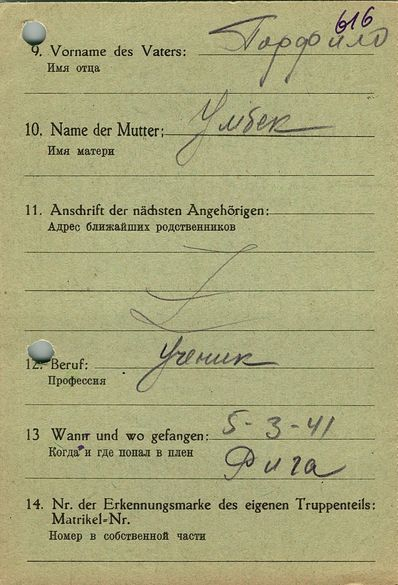 616
9. Vorname des Vaters:
Имя отца
10. Name der Mutter: Умбек
Имя матери
11. Anschrift der nächsten Angehörigen:
Адрес ближайших родственников
12. Beruf: Ученик
Профессия
13 Wann und wo gefangen: 5-3-41
Когда и где попал в плен Рига
14. Nr. der Erkennungsmarke des eigenen Truppenteils:
Matrikel-Nr.
Номер в собственной части